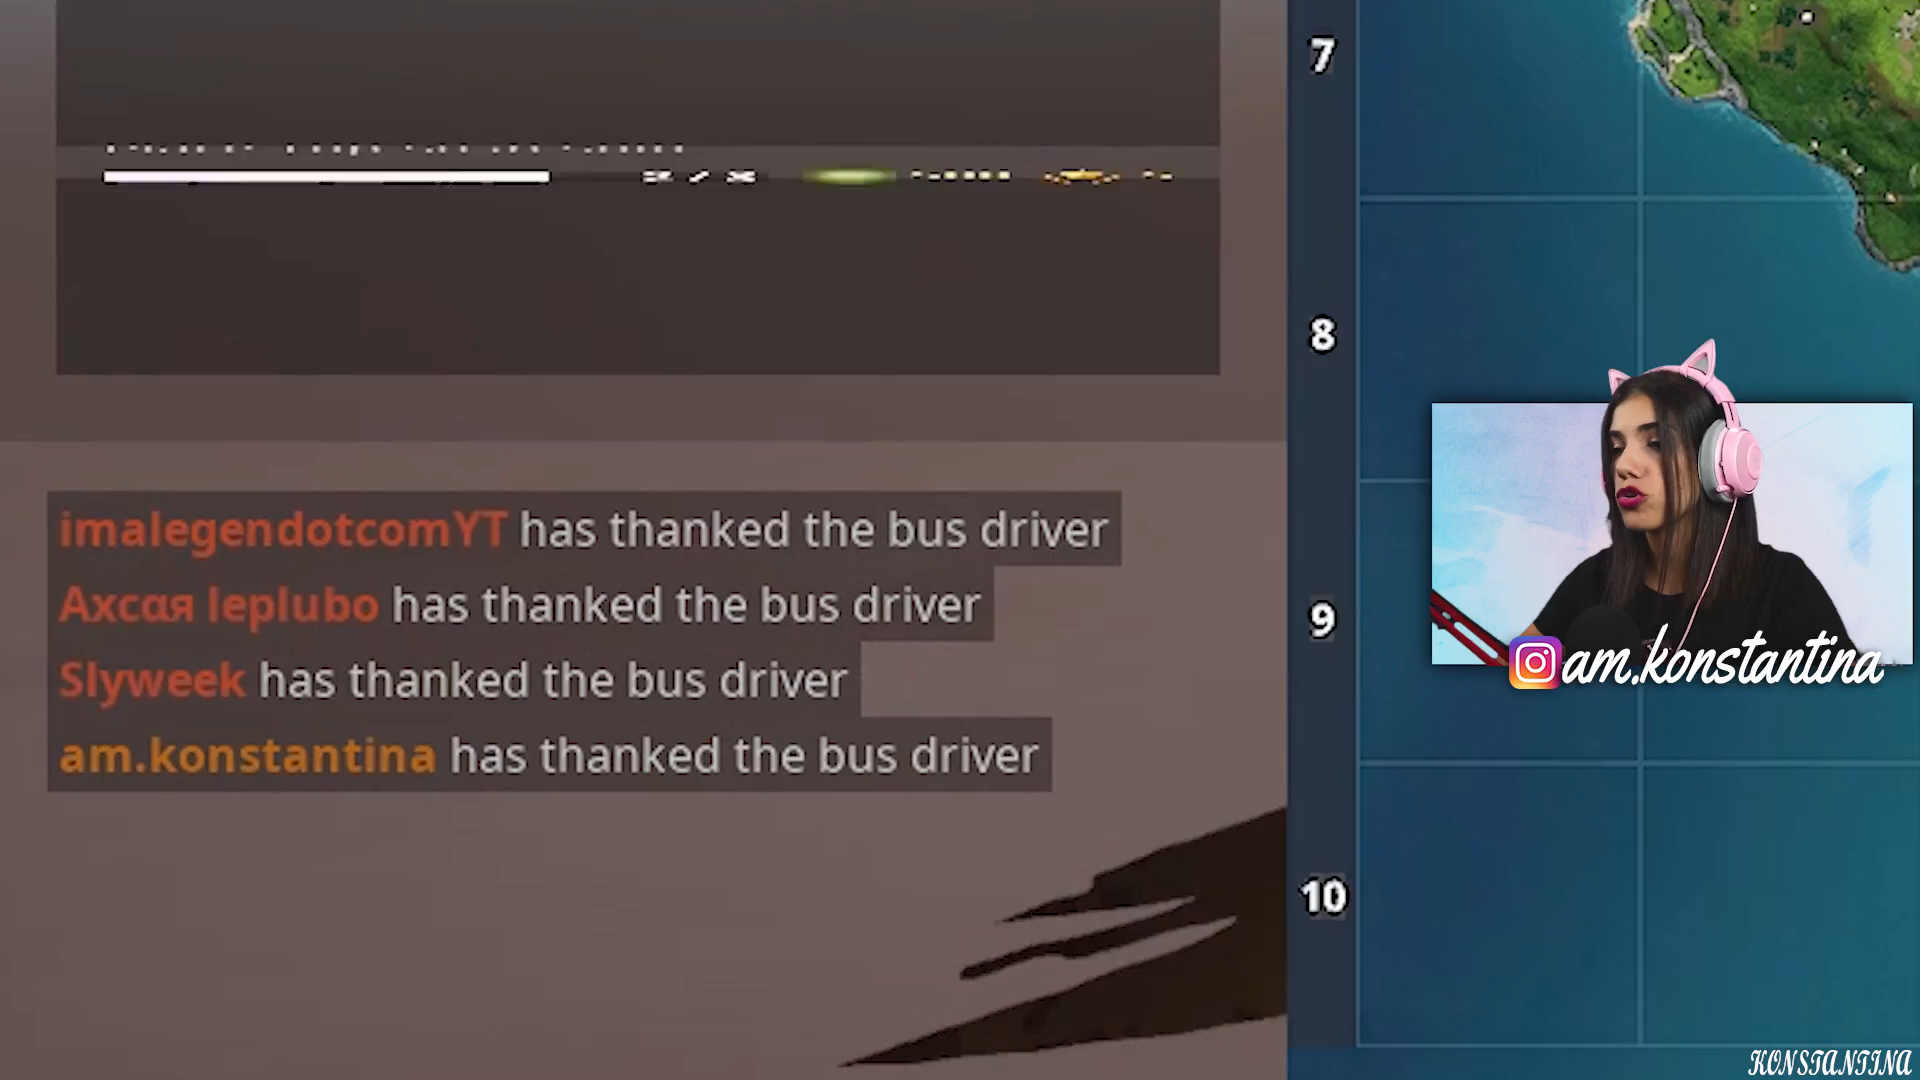 7
8
9
10
imalegendotcomYT has thanked the bus driver
Ахсαя leplubo has thanked the bus driver
Slyweek has thanked the bus driver
am.konstantina has thanked the bus driver
am.konstantina
KONSTANTINA